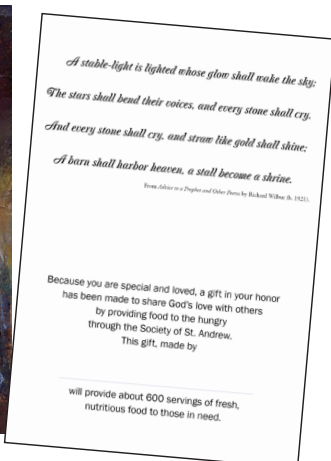 A stable-light is lighted whose glow shall wake the sky;
The stars shall bend their voices, and every stone shall cry.
And every stone shall cry, and straw like gold shall shine;
A barn shall harbor heaven, a stall become a shrine.
From Advice to a Prophet and Other Poems by Richard Wilbur (b. 1921).
Because you are special and loved, a gift in your honor
has been made to share God's love with others
by providing food to the hungry
through the Society of St. Andrew.
This gift, made by
will provide about 600 servings of fresh,
nutritious food to those in need.